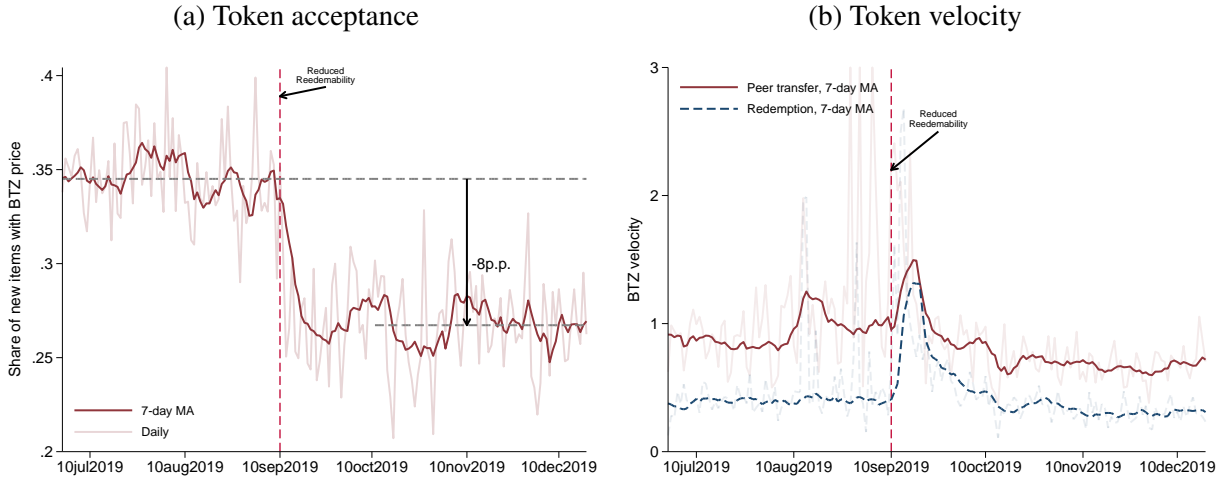 (a) Token acceptance
Share of new items with BTZ price
.4
.35
.3
.25
.2
Reduced
Reedemability
-8p.p.
7-day MA
Daily
10jul2019
10aug2019
10sep2019
10oct2019
10nov2019
10dec2019
(b) Token velocity
BTZ velocity
3
2
1
0
Peer transfer, 7-day MA
Redemption, 7-day MA
Reduced
Reedemability
10jul2019
10aug2019
10sep2019
10oct2019
10nov2019
10dec2019